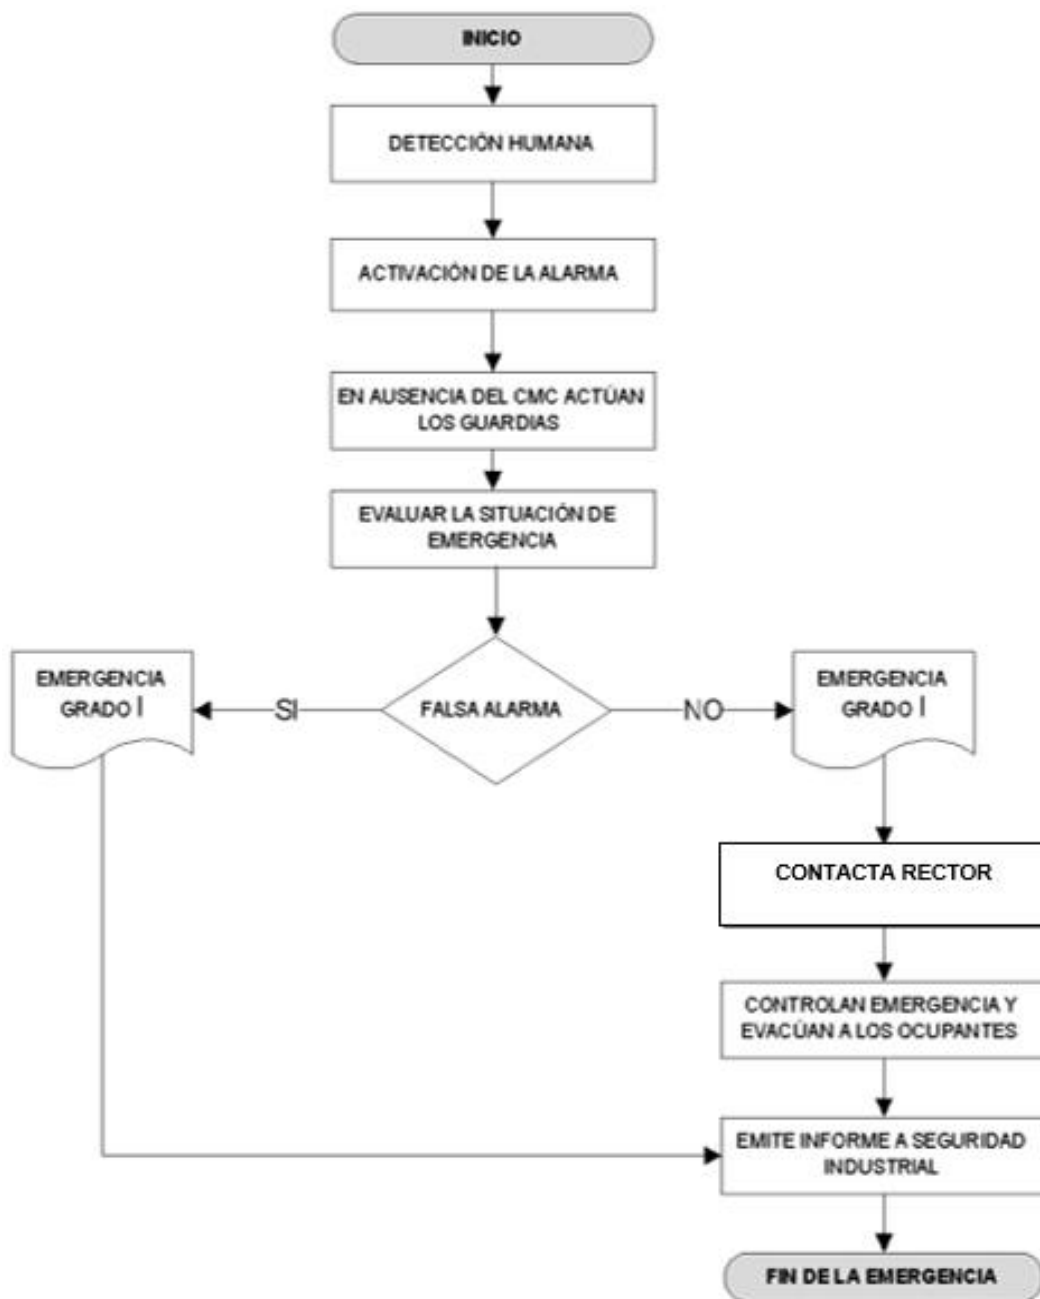 INICIO
DETECCIÓN HUMANA
ACTIVACIÓN DE LA ALARMA
EN AUSENCIA DEL CMC ACTÚAN
LOS GUARDIAS
EVALUAR LA SITUACIÓN DE
EMERGENCIA
FALSA ALARMA
SI
NO
EMERGENCIA
GRADO I
EMERGENCIA
GRADO I
CONTACTA RECTOR
CONTROLAN EMERGENCIA Y
EVACÚAN A LOS OCUPANTES
EMITE INFORME A SEGURIDAD
INDUSTRIAL
FIN DE LA EMERGENCIA